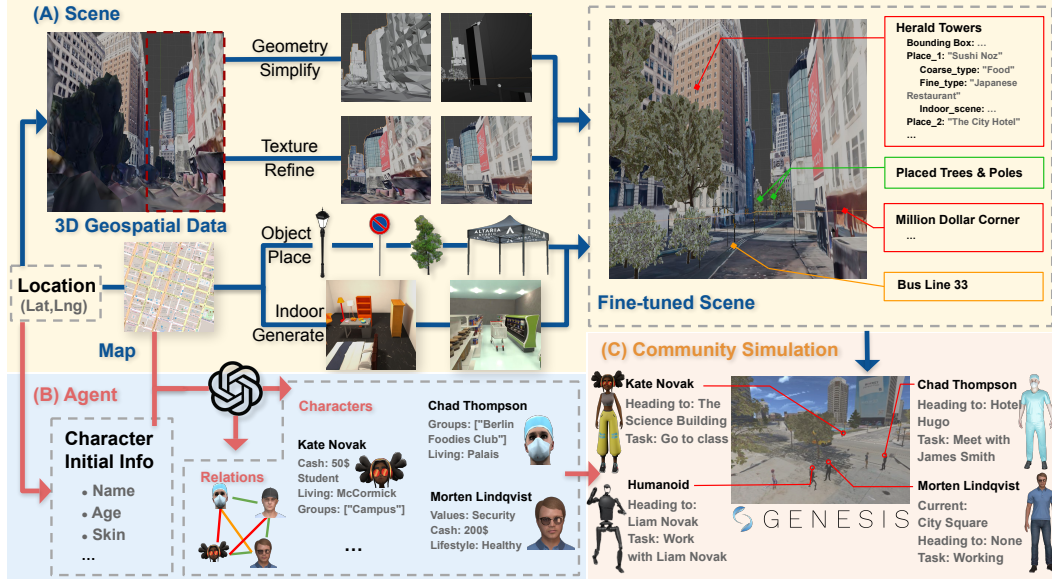 (A) Scene
Geometry
Simplify
Texture
Refine
3D Geospatial Data
Object
Place
ALTARIA
Indoor
Generate
Location
(Lat,Lng)
Map
Herald Towers
Bounding Box: ...
Place_1: "Sushi Noz"
Coarse_type: "Food"
Fine_type: "Japanese
Restaurant"
Indoor_scene: ...
Place_2: "The City Hotel"
...
Placed Trees & Poles
Million Dollar Corner
...
Bus Line 33
Fine-tuned Scene
(B) Agent
Character
Initial Info
• Name
• Age
• Skin
...
Relations
Characters
Kate Novak
Cash: 50$
Student
Living: McCormick
Groups: ["Campus"]
...
Chad Thompson
Groups: ["Berlin
Foodies Club"]
Living: Palais
Morten Lindqvist
Values: Security
Cash: 200$
Lifestyle: Healthy
(C) Community Simulation
Kate Novak
Heading to: The
Science Building
Task: Go to class
Humanoid
Heading to:
Liam Novak
Task: Work
with Liam Novak
Chad Thompson
Heading to: Hotel
Hugo
Task: Meet with
James Smith
Morten Lindqvist
Current:
City Square
Heading to: None
Task: Working
GENESIS